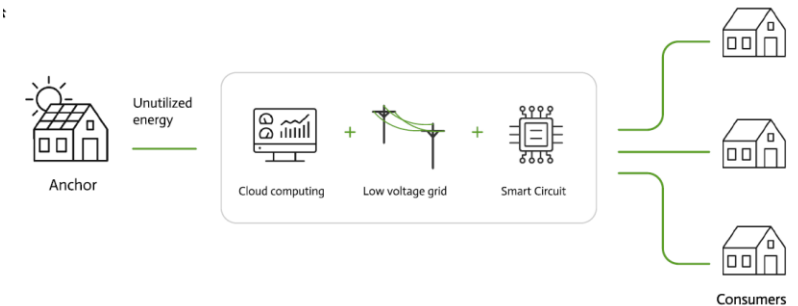 Unutilized
energy
Anchor
Cloud computing
+
Low voltage grid
+
Smart Circuit
Consumers